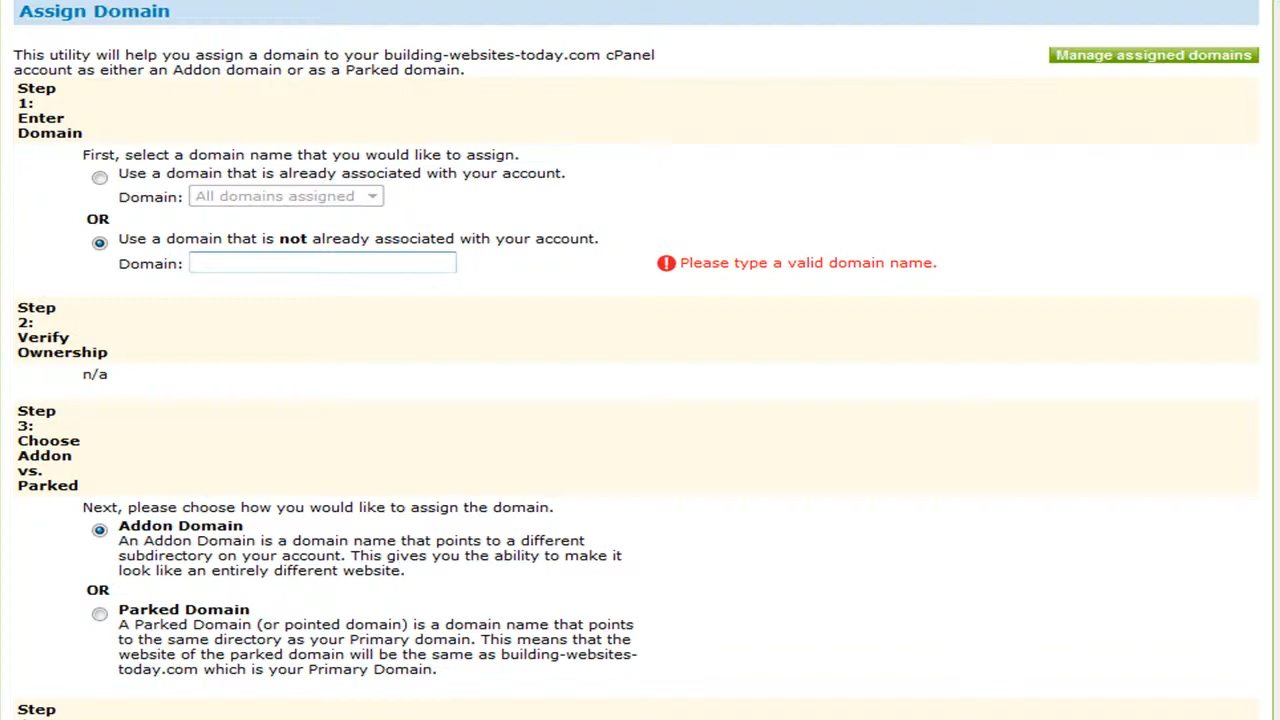 Assign Domain
This utility will help you assign a domain to your building-websites-today.com cPanel
account as either an Addon domain or as a Parked domain.
Manage assigned domains
Step
1:
Enter
Domain
First, select a domain name that you would like to assign.
Use a domain that is already associated with your account.
Domain: All domains assigned
OR
Use a domain that is not already associated with your account.
Domain:
Please type a valid domain name.
Step
2:
Verify
Ownership
n/a
Step
3:
Choose
Addon
vs.
Parked
Next, please choose how you would like to assign the domain.
Addon Domain
An Addon Domain is a domain name that points to a different
subdirectory on your account. This gives you the ability to make it
look like an entirely different website.
OR
Parked Domain
A Parked Domain (or pointed domain) is a domain name that points
to the same directory as your Primary domain. This means that the
website of the parked domain will be the same as building-websites-
today.com which is your Primary Domain.
Step